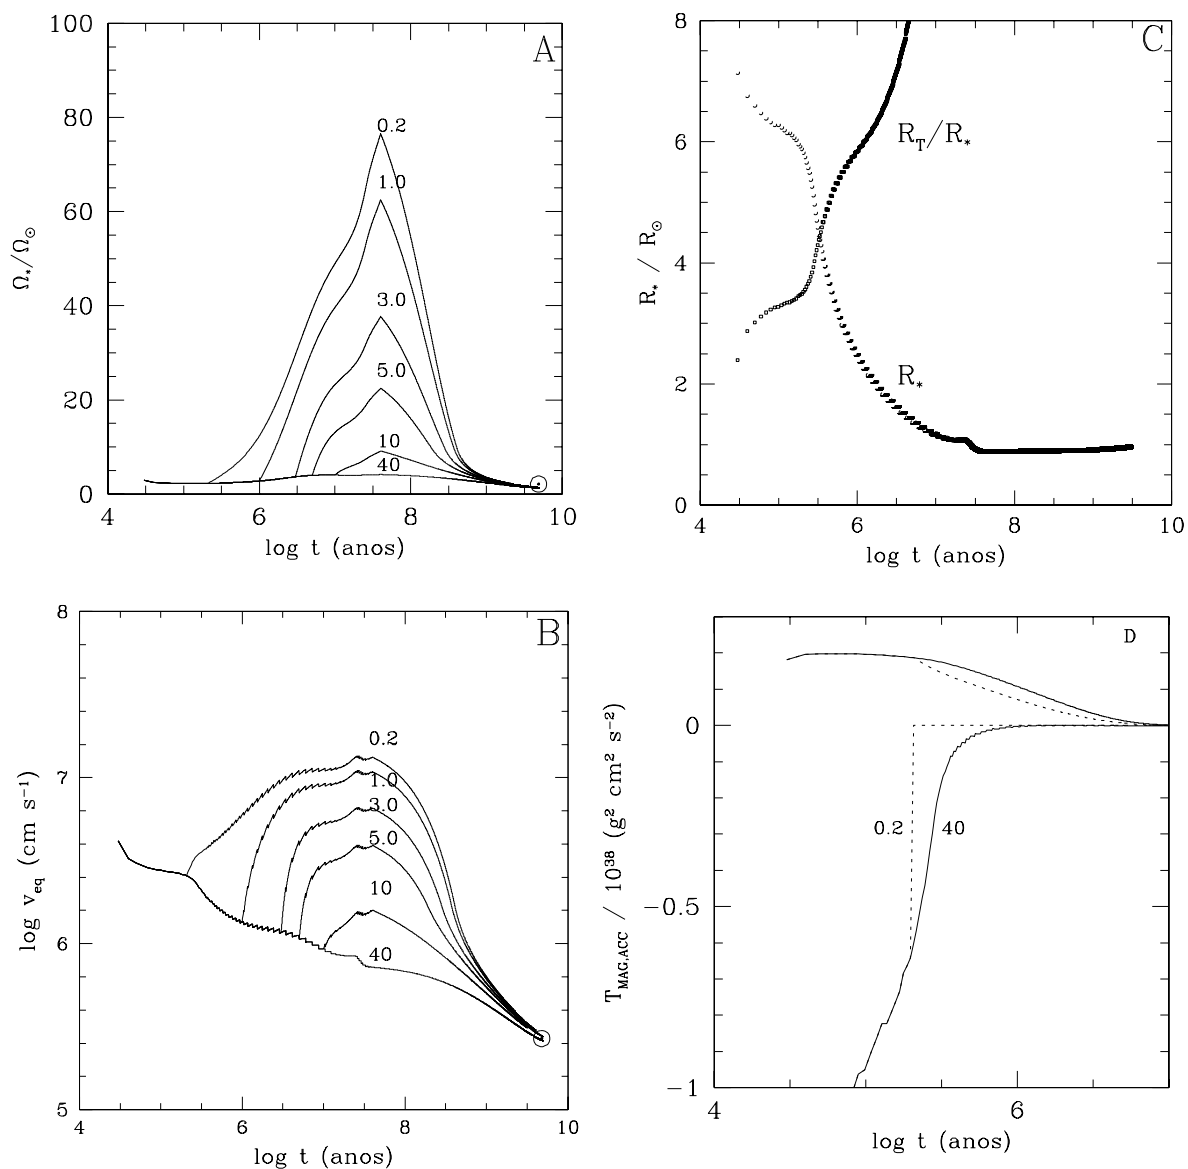 A
100
80
60
40
20
0
Ω*/Ω☉
0.2
1.0
3.0
5.0
10
40
4 6 8 10
log t (anos)
C
8
6
4
2
0
R* / R☉
R_T/R*
R*
4 6 8 10
log t (anos)
B
8
7
6
5
log v_eq (cm s⁻¹)
0.2
1.0
3.0
5.0
10
40
4 6 8 10
log t (anos)
D
0
−0.5
−1
T_MAG,ACC / 10³⁸ (g² cm² s⁻²)
0.2 40
4 6
log t (anos)